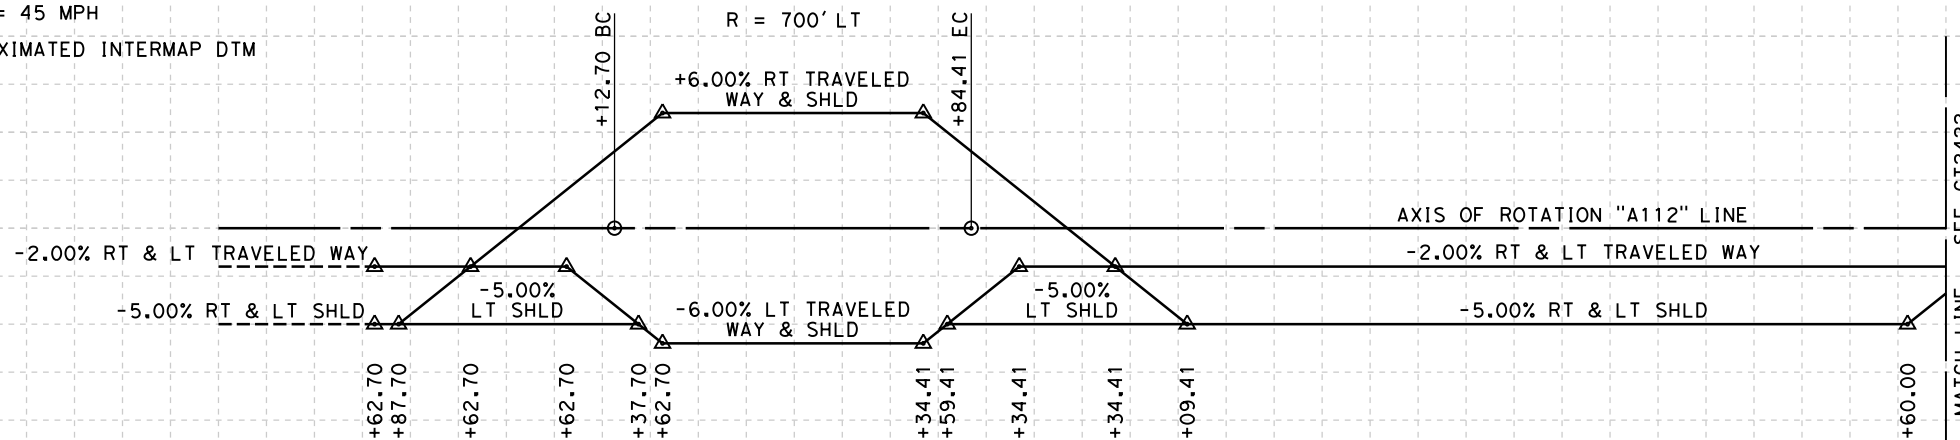 = 45 MPH
XIMATED INTERMAP DTM
+12.70 BC
R = 700' LT
+84.41 EC
+6.00% RT TRAVELED
WAY & SHLD
AXIS OF ROTATION "A112" LINE
-2.00% RT & LT TRAVELED WAY
-2.00% RT & LT TRAVELED WAY
-5.00% RT & LT SHLD
-5.00%
LT SHLD
-6.00% LT TRAVELED
WAY & SHLD
-5.00%
LT SHLD
-5.00% RT & LT SHLD
+62.70
+87.70
+62.70
+62.70
+37.70
+62.70
+34.41
+59.41
+34.41
+34.41
+09.41
+60.00
MATCH LINE